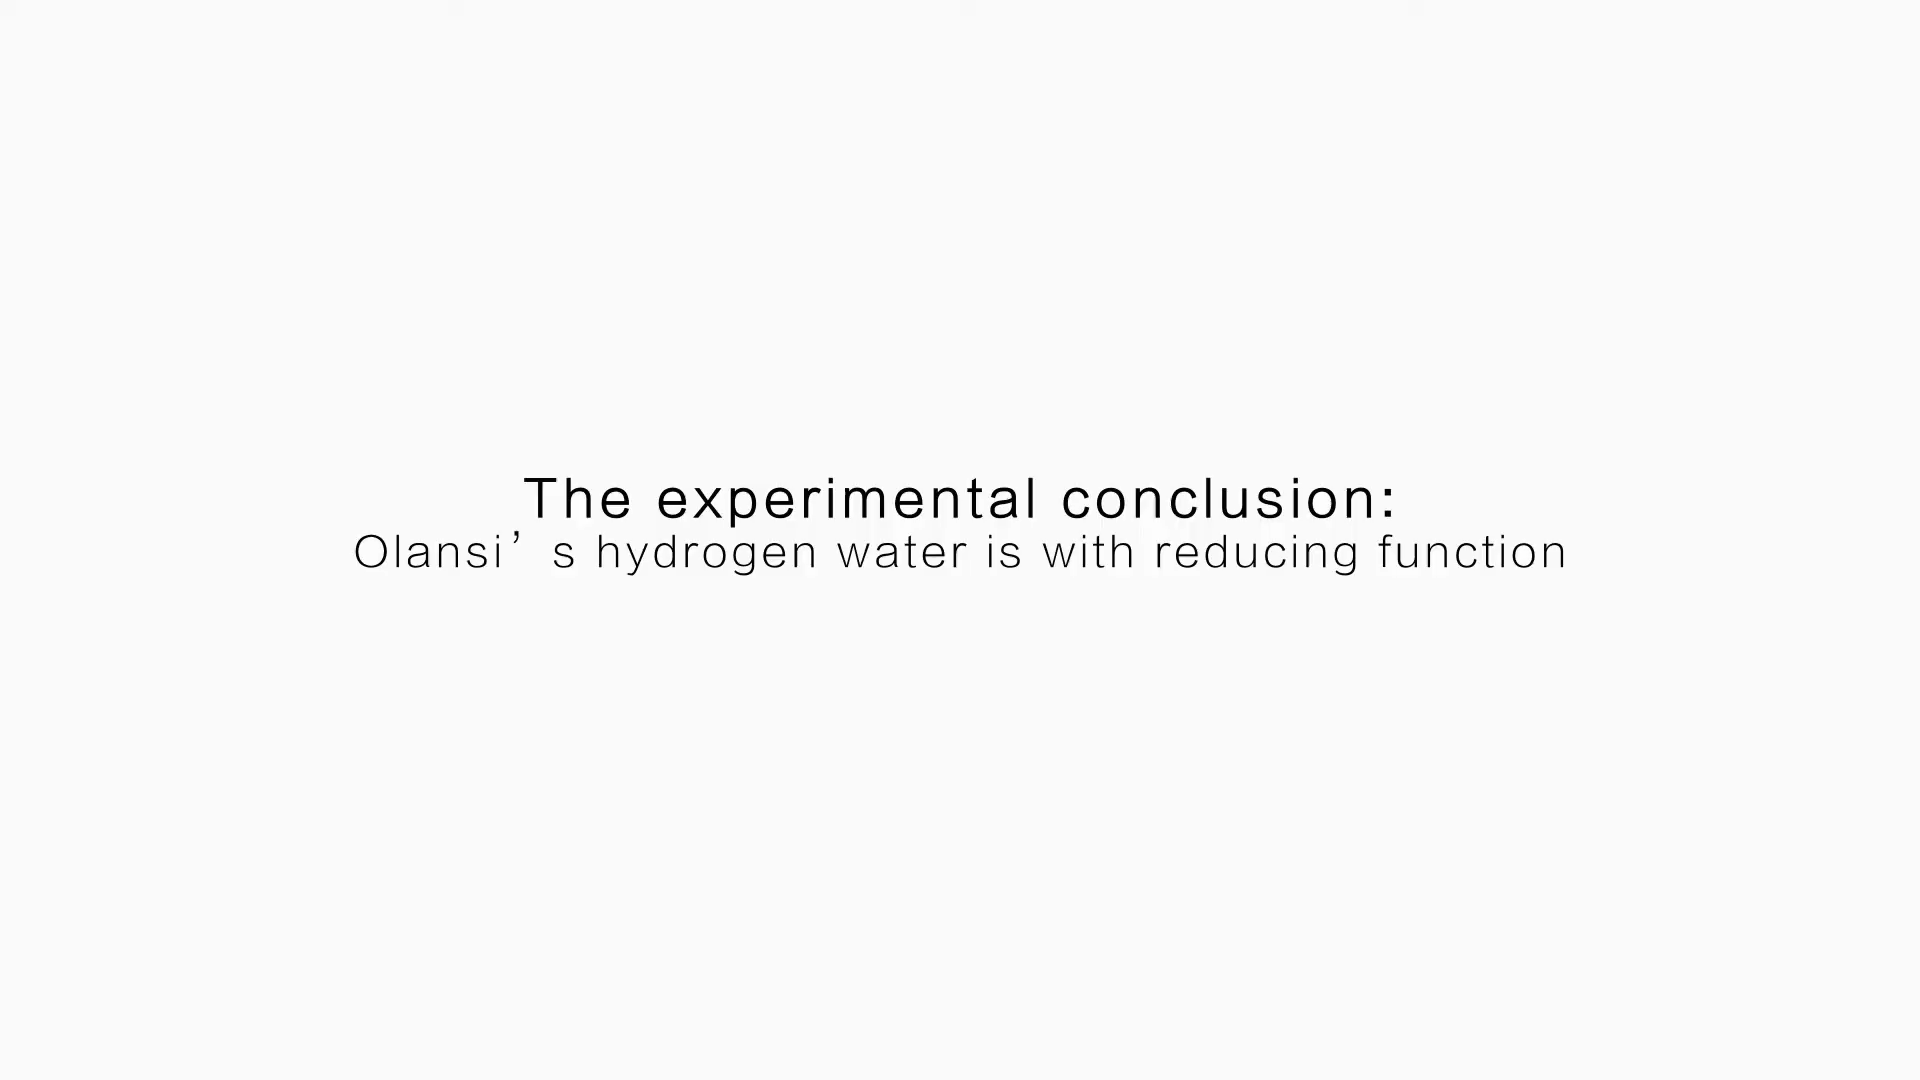 The experimental conclusion:
Olansi’s hydrogen water is with reducing function